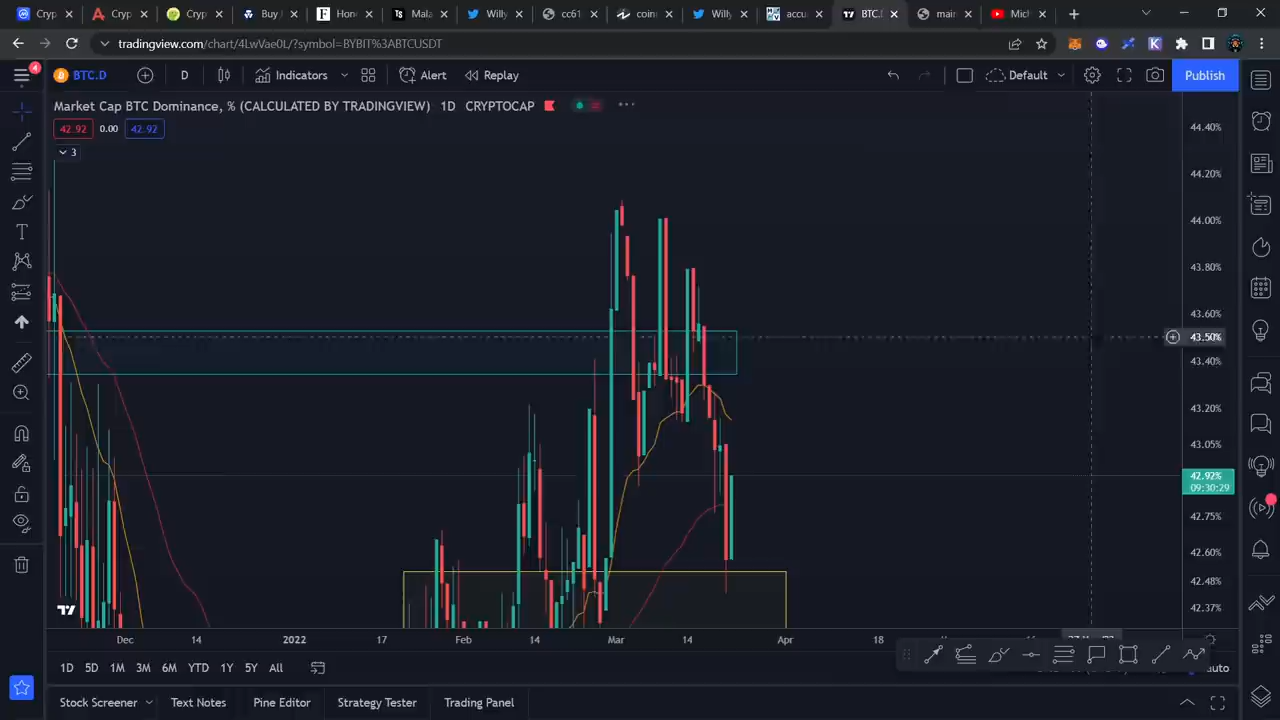 Cryp
Cryp
Cryp
Buy
Hon
Mala
Willy
cc61
coin
Willy
accu
BTC.
mair
Mich
tradingview.com/chart/4LwVae0L/?symbol=BYBIT%3ABTCUSDT
4
BTC.D
D
Indicators
Alert
Replay
Default
Publish
Market Cap BTC Dominance, % (CALCULATED BY TRADINGVIEW) 1D CRYPTOCAP
42.92 0.00 42.92
3
44.40%
44.20%
44.00%
43.80%
43.60%
43.50%
43.40%
43.20%
43.05%
42.92%
09:30:29
42.75%
42.60%
42.48%
42.37%
Dec 14 2022 17 Feb 14 Mar 14 Apr 18
1D 5D 1M 3M 6M YTD 1Y 5Y All
auto
Stock Screener Text Notes Pine Editor Strategy Tester Trading Panel